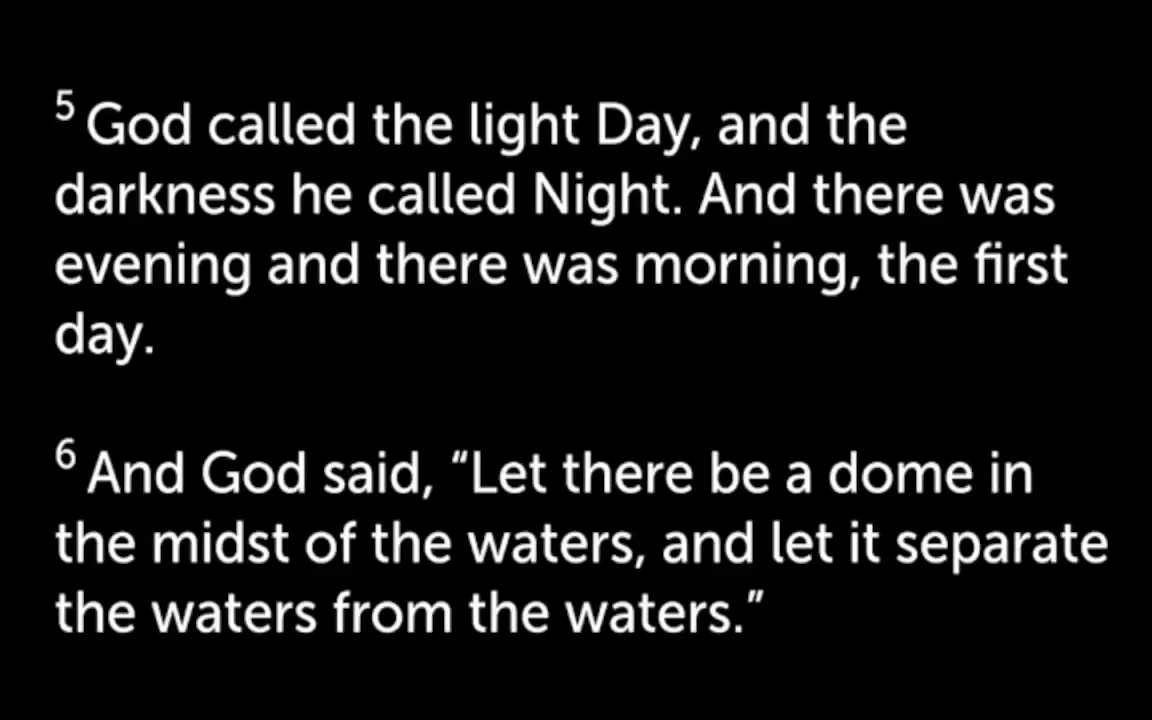 5 God called the light Day, and the
darkness he called Night. And there was
evening and there was morning, the first
day.
6 And God said, “Let there be a dome in
the midst of the waters, and let it separate
the waters from the waters.”